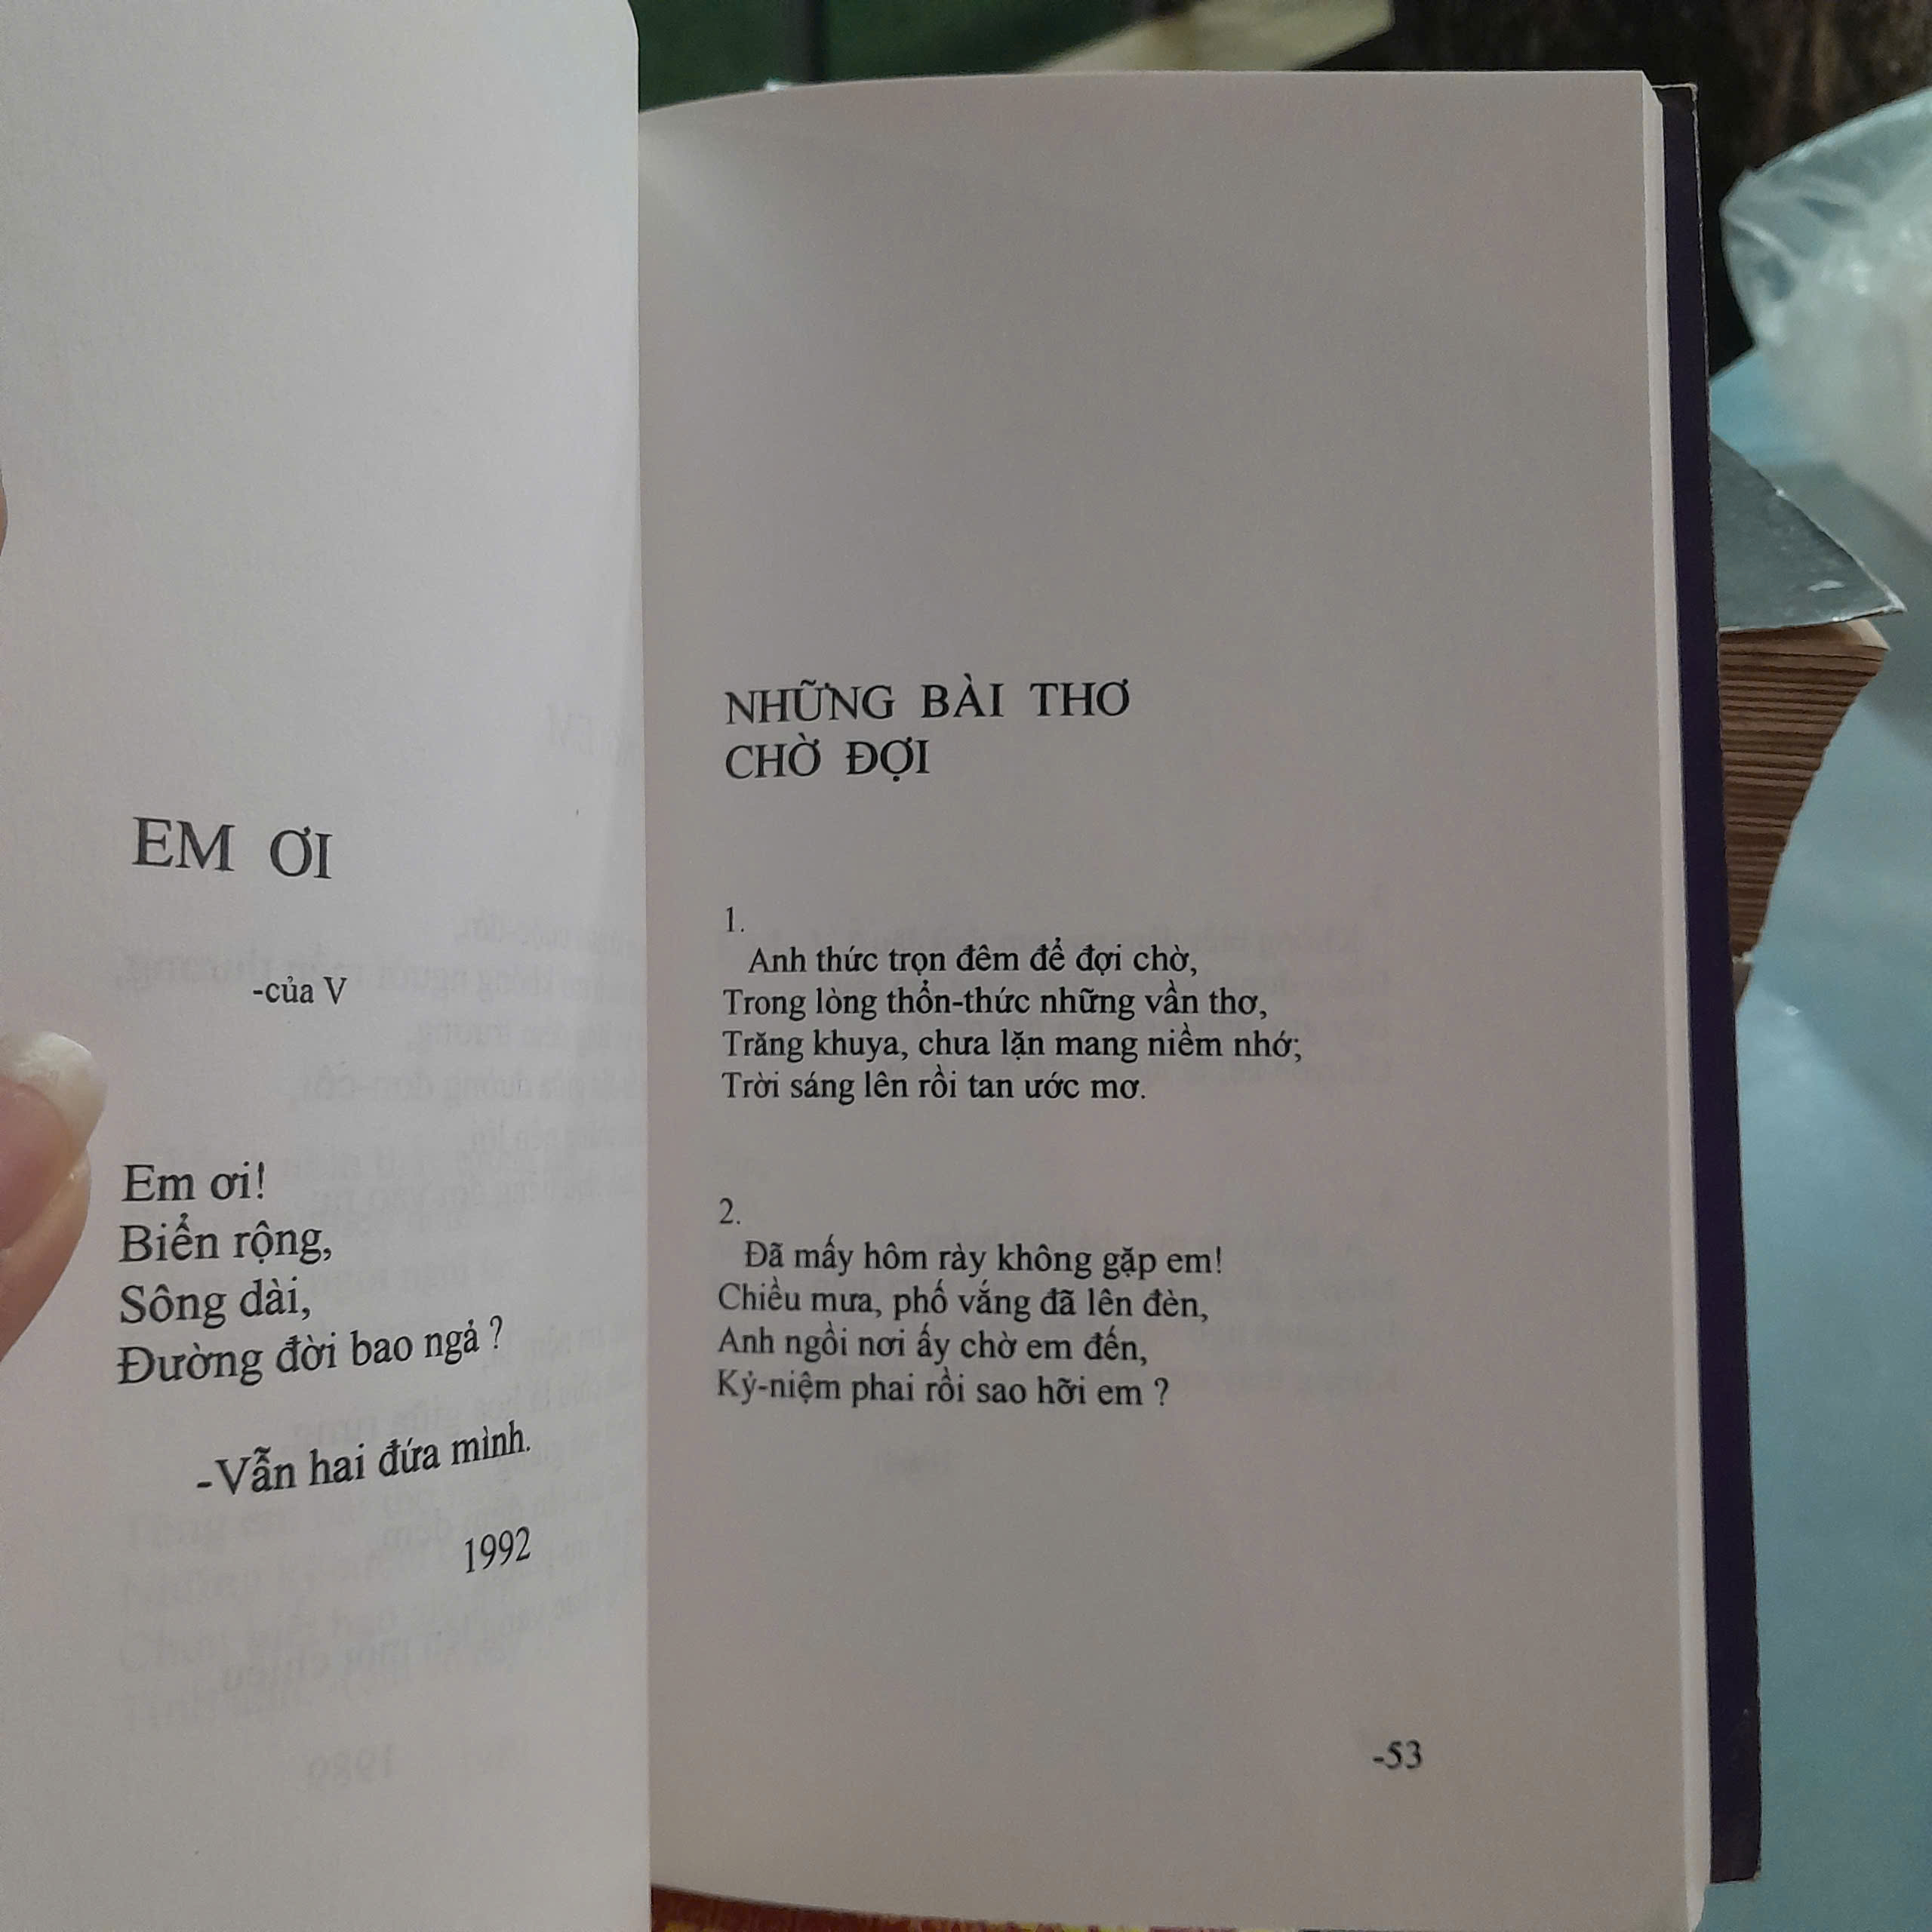 EM ƠI
-của V
Em ơi!
Biển rộng,
Sông dài,
Đường đời bao ngả ?
-Vẫn hai đứa mình.
1992
NHỮNG BÀI THƠ
CHỜ ĐỢI
1.
Anh thức trọn đêm để đợi chờ,
Trong lòng thổn-thức những vần thơ,
Trăng khuya, chưa lặn mang niềm nhớ;
Trời sáng lên rồi tan ước mơ.
2.
Đã mấy hôm rày không gặp em!
Chiều mưa, phố vắng đã lên đèn,
Anh ngồi nơi ấy chờ em đến,
Kỷ-niệm phai rồi sao hỡi em ?
-53